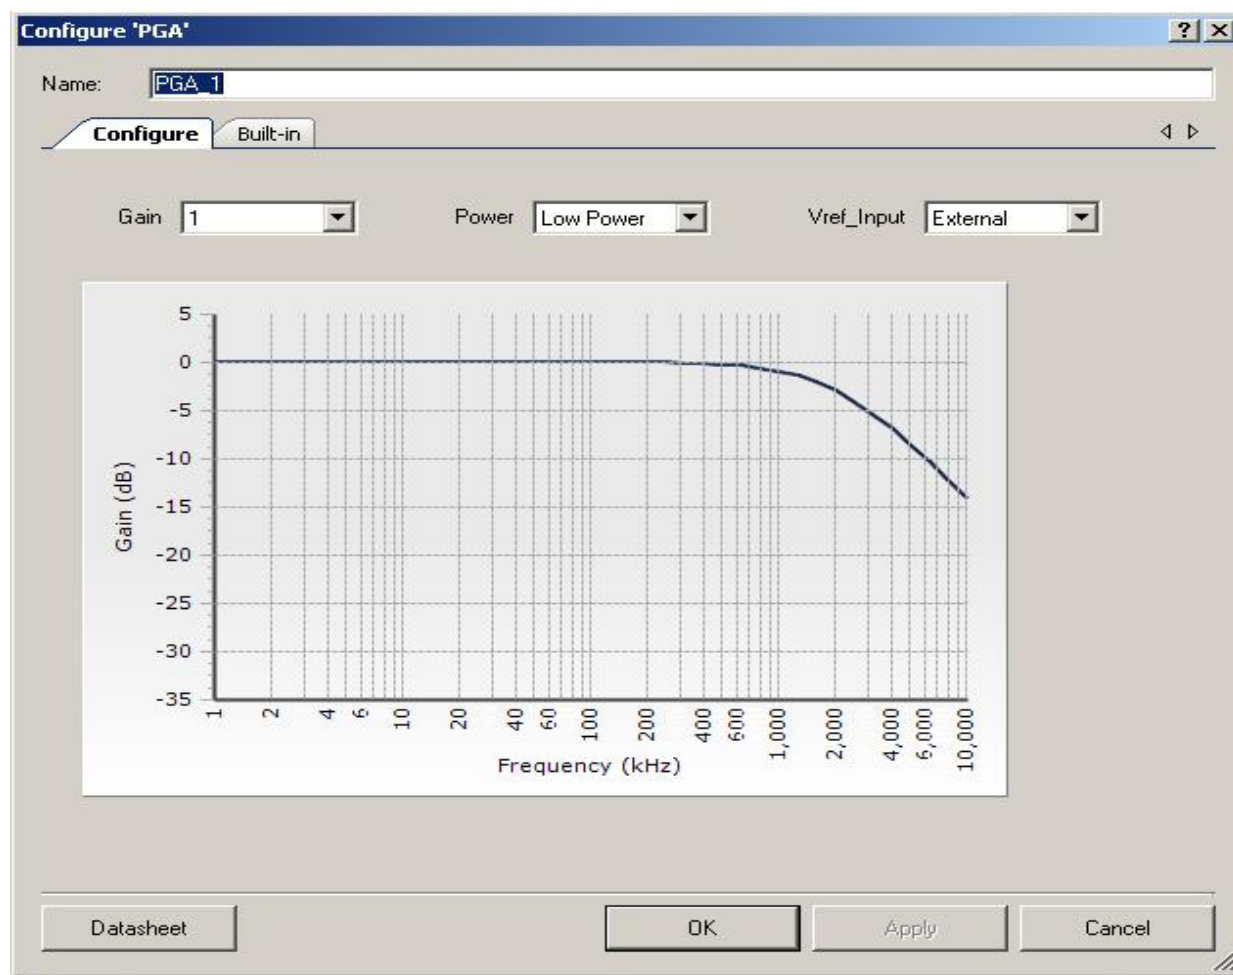 Configure 'PGA'
Name: PGA_1
Configure Built-in
Gain 1 Power Low Power Vref_Input External
5
0
-5
-10
-15
-20
-25
-30
-35
Gain (dB)
1 2 4 6 10 20 40 60 100 200 400 600 1,000 2,000 4,000 6,000 10,000
Frequency (kHz)
Datasheet OK Apply Cancel